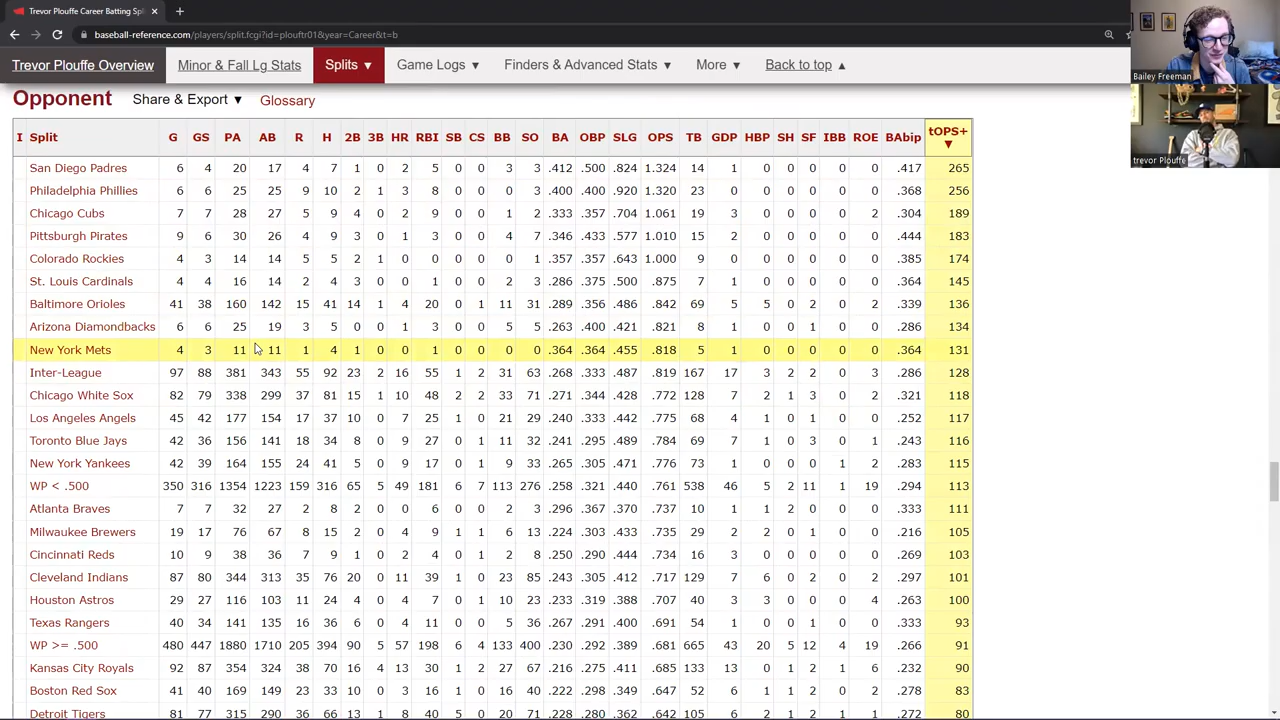 Trevor Plouffe Career Batting Spl
baseball-reference.com/players/split.fcgi?id=plouftr01&year=Career&t=b
Trevor Plouffe Overview Minor & Fall Lg Stats Splits ▼ Game Logs ▼ Finders & Advanced Stats ▼ More ▼ Back to top ▲
Bailey Freeman
trevor Plouffe
Opponent Share & Export ▼ Glossary
I Split G GS PA AB R H 2B 3B HR RBI SB CS BB SO BA OBP SLG OPS TB GDP HBP SH SF IBB ROE BAbip tOPS+ ▼
San Diego Padres 6 4 20 17 4 7 1 0 2 4 0 0 3 3 .412 .500 .824 1.324 14 1 0 0 0 0 0 .417 265
Philadelphia Phillies 6 6 25 25 9 10 2 1 3 8 0 0 0 6 .400 .400 .920 1.320 23 0 0 0 0 0 0 .368 256
Chicago Cubs 7 7 28 27 5 9 4 0 2 9 0 0 1 2 .333 .357 .704 1.061 19 3 0 0 0 0 2 .304 189
Pittsburgh Pirates 9 6 30 26 4 9 3 0 1 3 0 0 4 7 .346 .433 .577 1.010 15 2 0 0 0 0 0 .444 183
Colorado Rockies 4 3 14 14 5 5 2 1 0 0 0 0 0 1 .357 .357 .643 1.000 9 0 0 0 0 0 0 .385 174
St. Louis Cardinals 4 4 16 14 2 4 3 0 0 1 0 0 2 3 .286 .375 .500 .875 7 1 0 0 0 0 0 .364 145
Baltimore Orioles 41 38 160 142 15 41 14 1 4 20 0 1 11 31 .289 .356 .486 .842 69 5 5 0 2 0 2 .339 136
Arizona Diamondbacks 6 6 25 19 3 5 0 0 1 3 0 0 5 5 .263 .400 .421 .821 8 1 0 0 1 0 0 .286 134
New York Mets 4 3 11 11 1 4 1 0 0 1 0 0 0 0 .364 .364 .455 .818 5 1 0 0 0 0 0 .364 131
Inter-League 97 88 381 343 55 92 23 2 16 55 1 2 31 63 .268 .333 .487 .819 167 17 3 2 2 0 3 .286 128
Chicago White Sox 82 79 338 299 37 81 15 1 10 48 2 2 33 71 .271 .344 .428 .772 128 7 2 1 3 0 2 .321 118
Los Angeles Angels 45 42 177 154 17 37 10 0 7 25 1 0 21 29 .240 .333 .442 .775 68 4 1 0 1 0 2 .252 117
Toronto Blue Jays 42 36 156 141 18 34 8 0 9 27 0 1 11 32 .241 .295 .489 .784 69 7 1 0 3 0 1 .243 116
New York Yankees 42 39 164 155 24 41 5 0 9 17 0 1 9 33 .265 .305 .471 .776 73 1 0 0 0 1 2 .283 115
WP < .500 350 316 1354 1223 159 316 65 5 49 181 6 7 113 276 .258 .321 .440 .761 538 46 5 2 11 1 19 .294 113
Atlanta Braves 7 7 32 27 2 8 2 0 0 6 0 0 3 2 .296 .367 .370 .737 10 1 1 2 0 0 0 .333 111
Milwaukee Brewers 19 17 76 67 8 15 2 0 4 9 1 1 6 13 .224 .303 .433 .735 29 2 2 0 1 0 0 .216 105
Cincinnati Reds 10 9 38 36 7 9 1 0 2 4 0 0 2 8 .250 .290 .444 .734 16 3 0 0 0 0 0 .269 103
Cleveland Indians 87 80 344 313 35 76 20 0 11 39 1 0 23 85 .243 .305 .412 .717 129 7 6 0 2 0 2 .297 101
Houston Astros 29 27 116 103 11 24 4 0 4 7 0 0 10 23 .233 .319 .388 .707 40 3 3 0 0 0 4 .263 100
Texas Rangers 40 34 141 135 16 36 6 0 4 11 0 0 5 36 .267 .291 .400 .691 54 1 0 0 1 0 0 .333 93
WP >= .500 480 447 1880 1710 205 394 90 5 57 198 6 4 133 400 .230 .292 .389 .681 665 43 20 5 12 4 19 .266 91
Kansas City Royals 92 87 354 324 38 70 16 4 13 30 1 2 27 67 .216 .275 .411 .685 133 13 0 1 2 1 6 .232 90
Boston Red Sox 41 40 169 149 23 33 10 0 3 16 1 0 16 40 .222 .298 .349 .647 52 6 1 1 2 0 2 .278 83
Detroit Tigers 81 77 315 290 36 66 13 1 8 40 5 0 20 71 .228 .280 .362 .642 105 6 2 1 2 0 1 .272 80